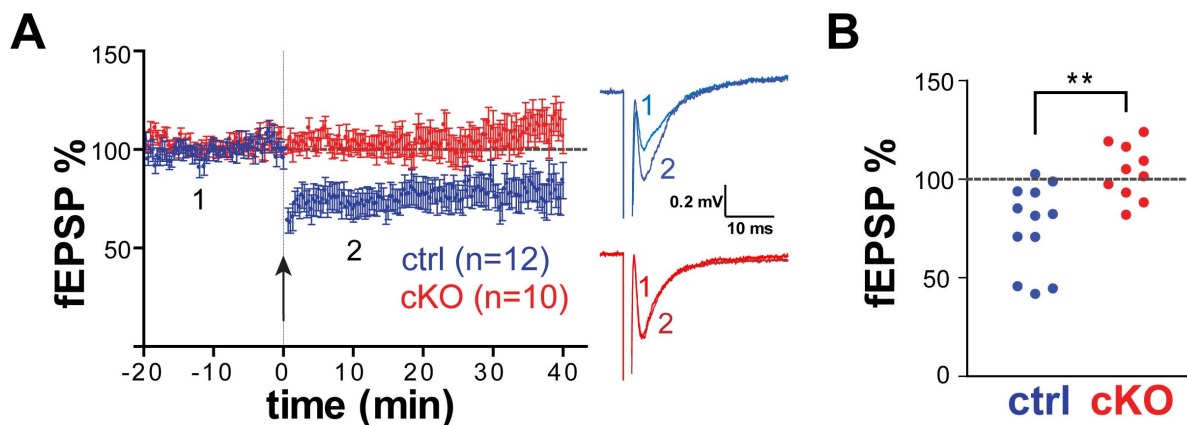 A
fEPSP %
150
100
50
-20
-10
0
10
20
30
40
time (min)
1
2
ctrl (n=12)
cKO (n=10)
1
2
0.2 mV
10 ms
1
2
B
fEPSP %
150
100
50
0
**
ctrl
cKO